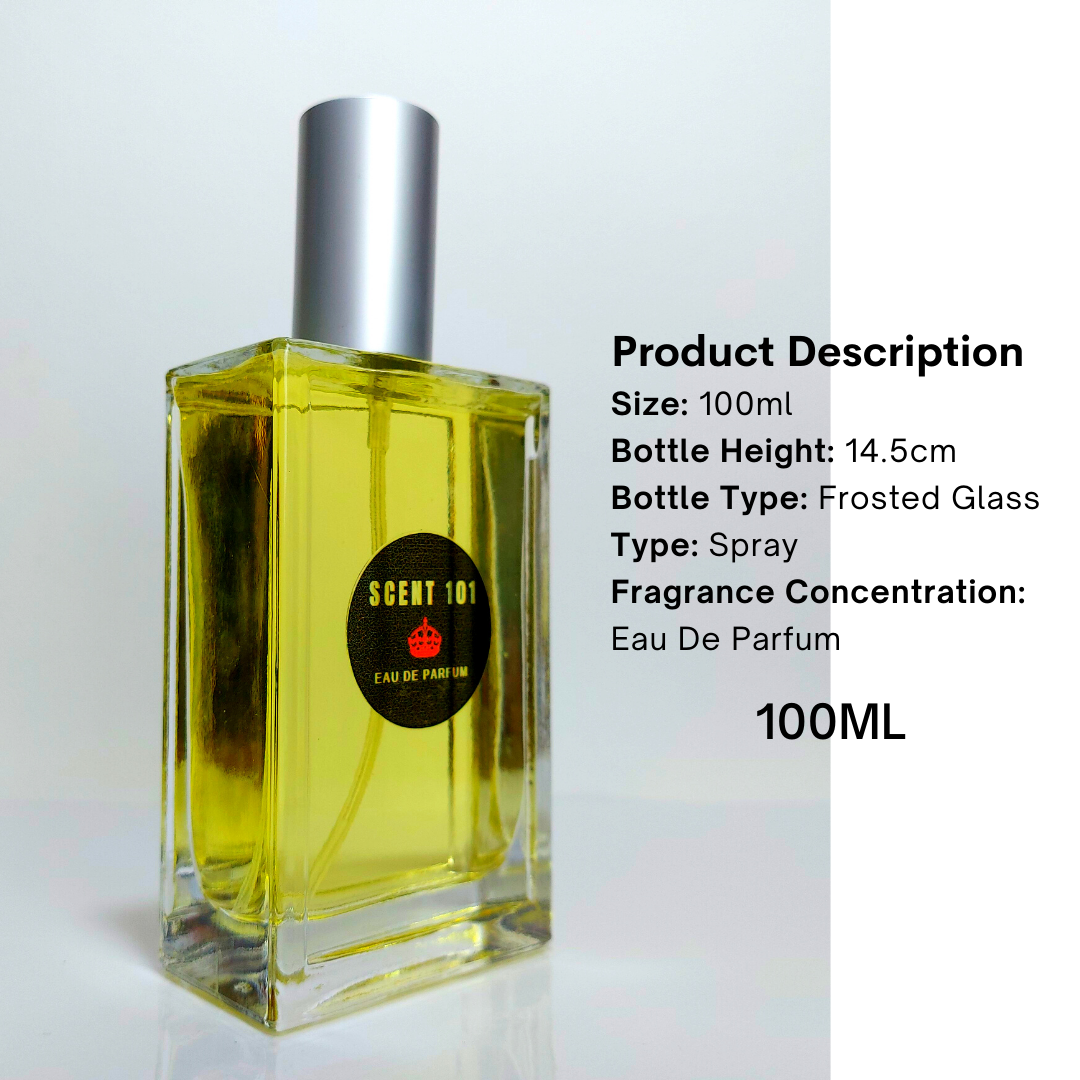 SCENT 101
EAU DE PARFUM
Product Description
Size: 100ml
Bottle Height: 14.5cm
Bottle Type: Frosted Glass
Type: Spray
Fragrance Concentration:
Eau De Parfum
100ML